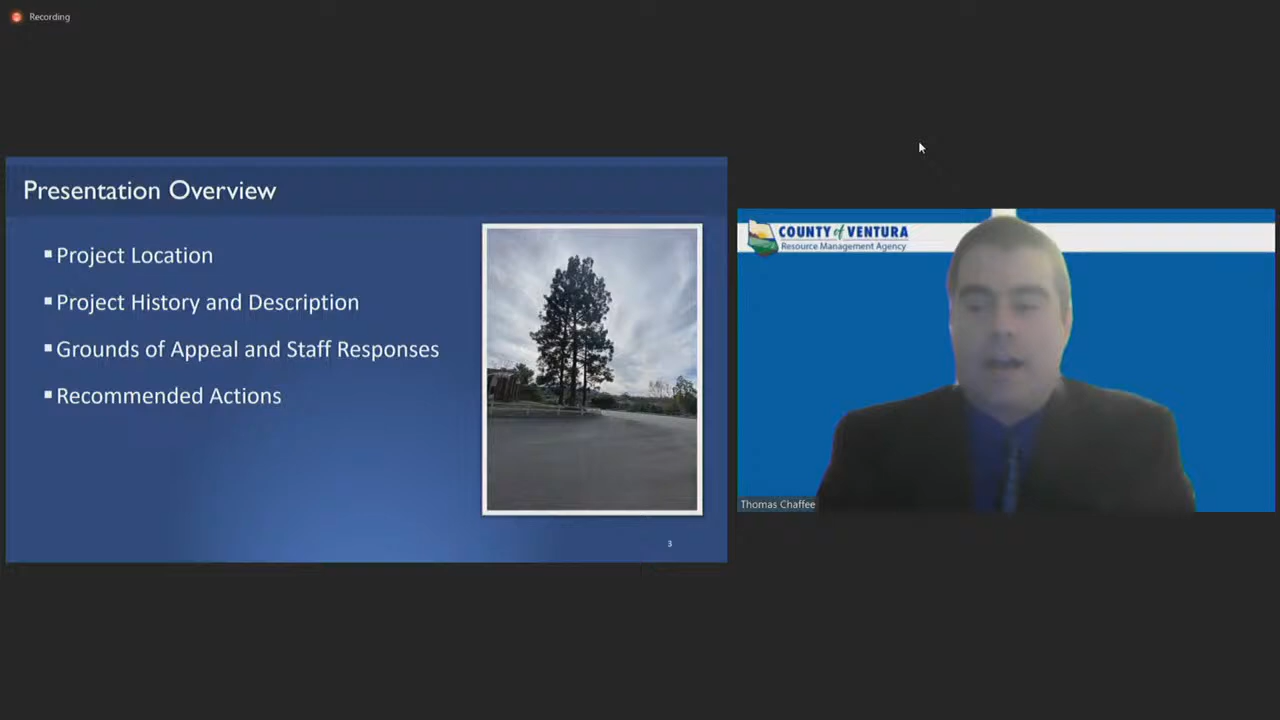 Recording
Presentation Overview
▪Project Location
▪Project History and Description
▪Grounds of Appeal and Staff Responses
▪Recommended Actions
3
COUNTY of VENTURA
Resource Management Agency
Thomas Chaffee